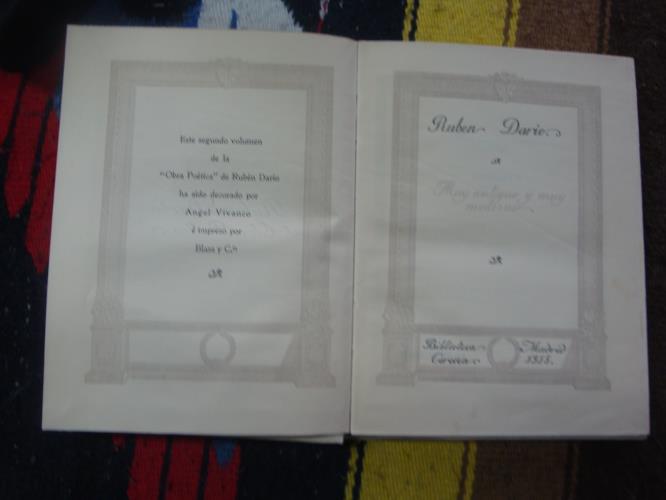 Este segundo volumen
de la
"Obra Poética" de Rubén Darío
ha sido decorado por
Angel Vivanco
é impreso por
Blass y Cía
Ruben Dario
Muy antiguo y muy
moderno
Biblioteca
Corona
Madrid
1915.